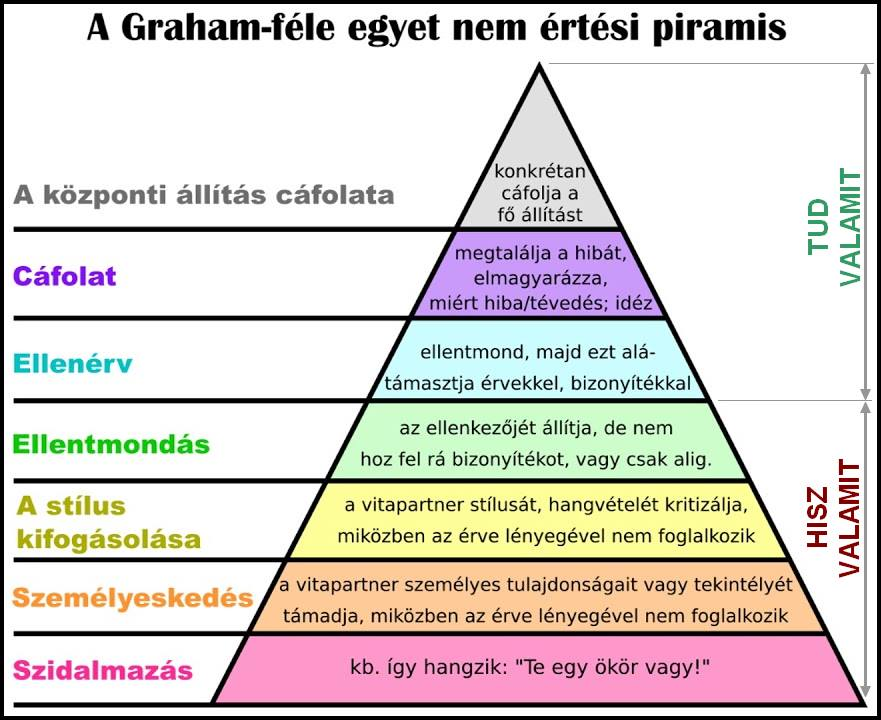 A Graham-féle egyet nem értési piramis
A központi állítás cáfolata
konkrétan
cáfolja a
fő állítást
Cáfolat
megtalálja a hibát,
elmagyarázza,
miért hiba/tévedés; idéz
Ellenérv
ellentmond, majd ezt alá-
támasztja érvekkel, bizonyítékkal
Ellentmondás
az ellenkezőjét állítja, de nem
hoz fel rá bizonyítékot, vagy csak alig.
A stílus
kifogásolása
a vitapartner stílusát, hangvételét kritizálja,
miközben az érve lényegével nem foglalkozik
Személyeskedés
a vitapartner személyes tulajdonságait vagy tekintélyét
támadja, miközben az érve lényegével nem foglalkozik
Szidalmazás
kb. így hangzik: "Te egy ökör vagy!"
TUD
VALAMIT
HISZ
VALAMIT